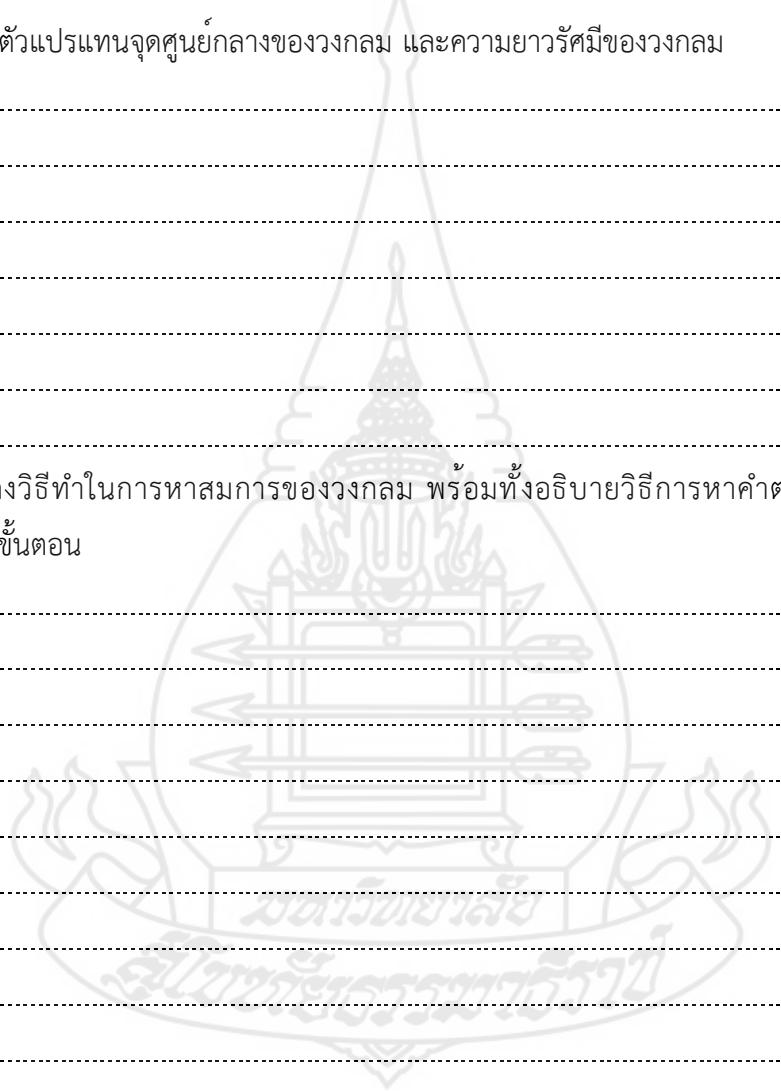 ตัวแปรแทนจุดศูนย์กลางของวงกลม และความยาวรัศมีของวงกลม
งวิธีทำในการหาสมการของวงกลม พร้อมทั้งอธิบายวิธีการหาคำต
ขั้นตอน
มหาวิทยาลัย
สุโขทัยธรรมาธิราช